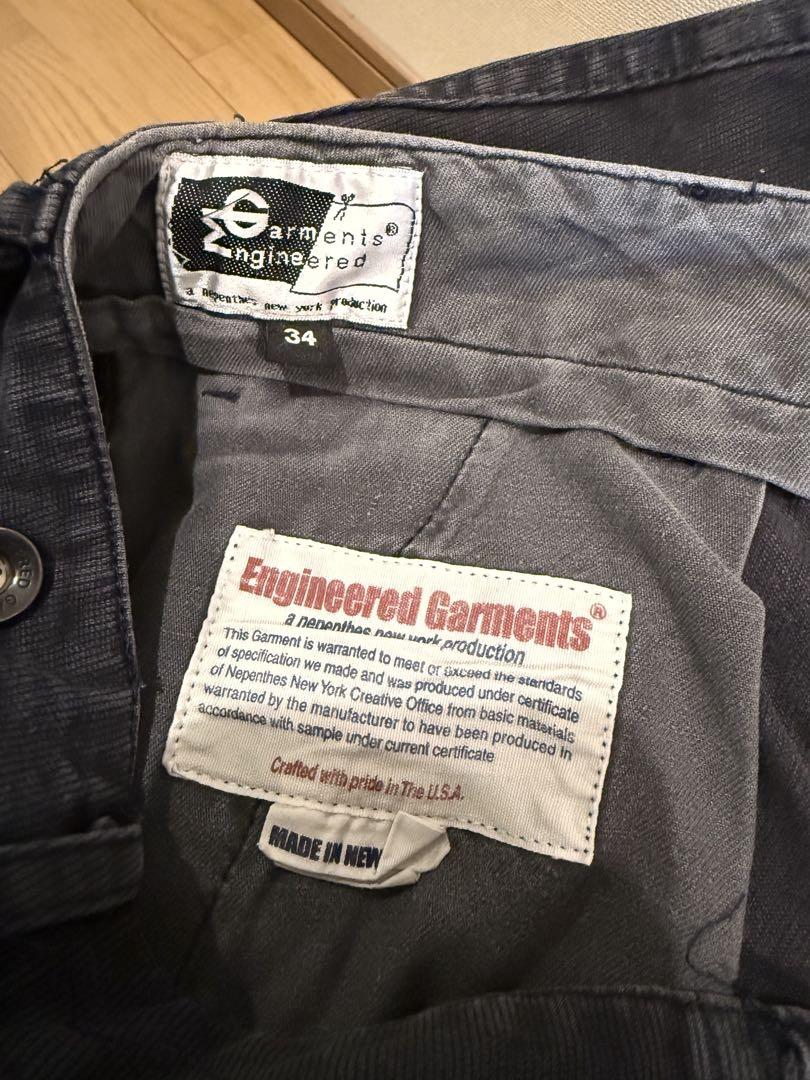 Garments®
Engineered
a nepenthes new york production
34
Engineered Garments®
a nepenthes new york production
This Garment is warranted to meet or exceed the standards
of specification we made and was produced under certificate
of Nepenthes New York Creative Office from basic materials
warranted by the manufacturer to have been produced in
accordance with sample under current certificate
Crafted with pride in The U.S.A.
MADE IN NEW